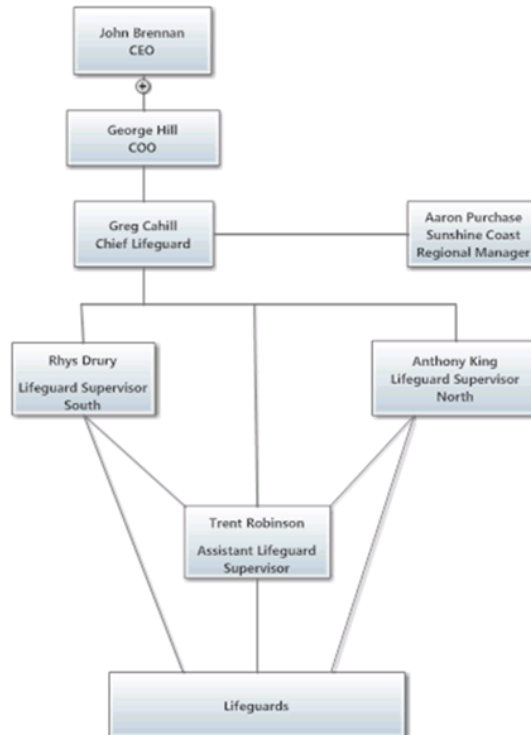 John Brennan
CEO
George Hill
COO
Greg Cahill
Chief Lifeguard
Aaron Purchase
Sunshine Coast
Regional Manager
Rhys Drury
Lifeguard Supervisor
South
Anthony King
Lifeguard Supervisor
North
Trent Robinson
Assistant Lifeguard
Supervisor
Lifeguards